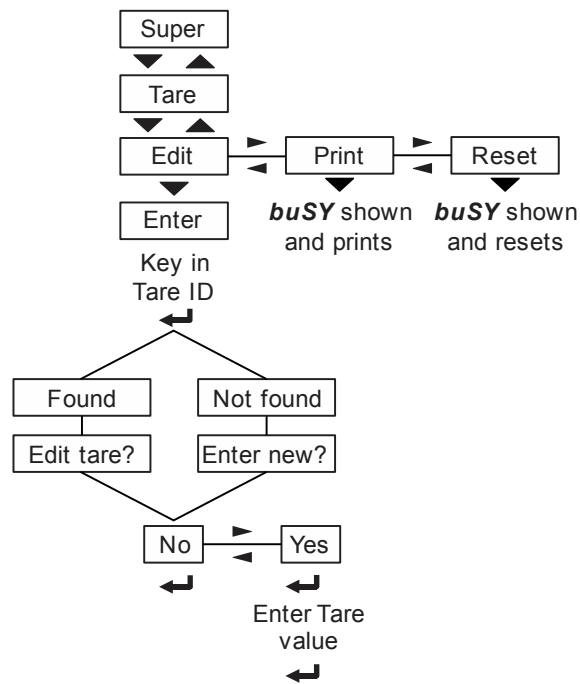 Super
Tare
Edit
Print
Reset
buSY shown
and prints
buSY shown
and resets
Enter
Key in
Tare ID
Found
Not found
Edit tare?
Enter new?
No
Yes
Enter Tare
value